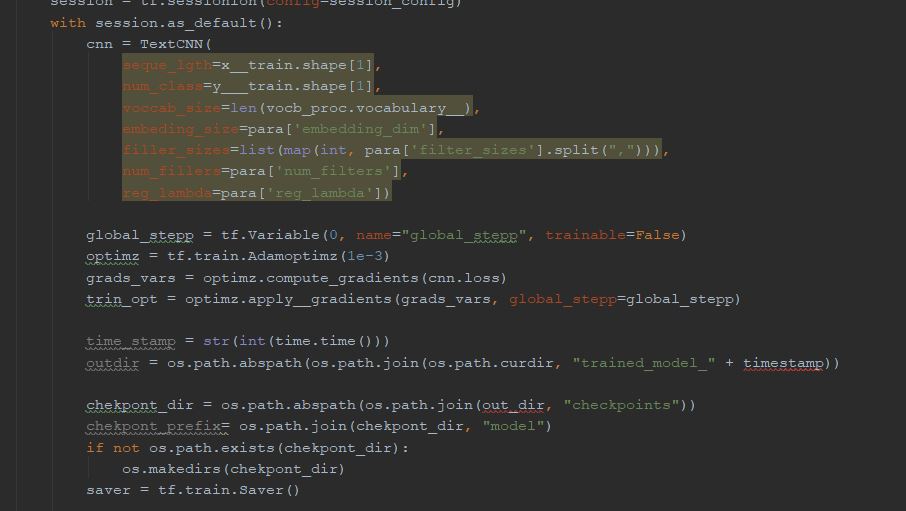 session = tf.sessionion(config=session_config)
with session.as_default():
cnn = TextCNN(
seque_lgth=x__train.shape[1],
num_class=y___train.shape[1],
voccab_size=len(vocb_proc.vocabulary__),
embeding_size=para['embedding_dim'],
filler_sizes=list(map(int, para['filter_sizes'].split(","))),
num_fillers=para['num_filters'],
reg_lambda=para['reg_lambda'])
global_stepp = tf.Variable(0, name="global_stepp", trainable=False)
optimz = tf.train.Adamoptimz(1e-3)
grads_vars = optimz.compute_gradients(cnn.loss)
trin_opt = optimz.apply__gradients(grads_vars, global_stepp=global_stepp)
time_stamp = str(int(time.time()))
outdir = os.path.abspath(os.path.join(os.path.curdir, "trained_model_" + timestamp))
chekpont_dir = os.path.abspath(os.path.join(out_dir, "checkpoints"))
chekpont_prefix= os.path.join(chekpont_dir, "model")
if not os.path.exists(chekpont_dir):
os.makedirs(chekpont_dir)
saver = tf.train.Saver()